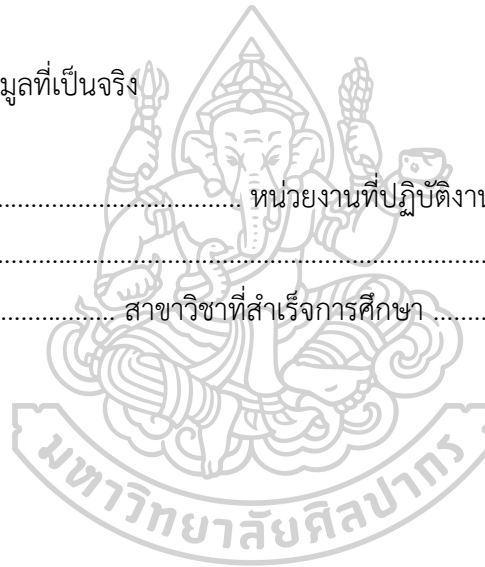 มูลที่เป็นจริง
............................................ หน่วยงานที่ปฏิบัติงาน
................................................................................
................ สาขาวิชาที่สำเร็จการศึกษา .........
มหาวิทยาลัยศิลปากร